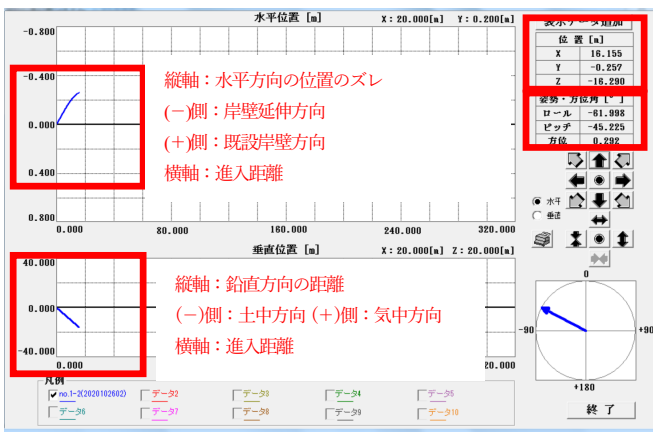 水平位置 [m] X:20.000[m] Y:0.200[m]
-0.800
-0.400
0.000
0.400
0.800
0.000 80.000 160.000 240.000 320.000
縦軸：水平方向の位置のズレ
(－)側：岸壁延伸方向
(＋)側：既設岸壁方向
横軸：進入距離
垂直位置 [m] X:20.000[m] Z:20.000[m]
40.000
0.000
-40.000
0.000 20.000
縦軸：鉛直方向の距離
(－)側：土中方向 (＋)側：気中方向
横軸：進入距離
凡例
no.1-2(2020102602) データ2 データ3 データ4 データ5
データ6 データ7 データ8 データ9 データ10
表示データ追加
位 置 [m]
X 16.155
Y -0.257
Z -16.290
姿勢・方位角 [°]
ロール -61.998
ピッチ -45.225
方位 0.292
水平
垂直
0
-90 +90
+180
終 了